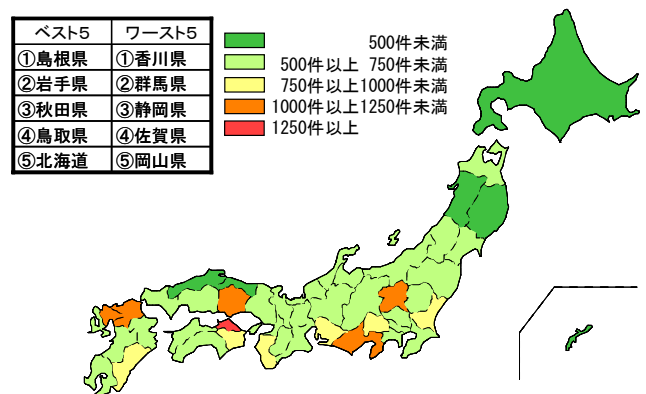 ベスト5 ワースト5
①島根県 ①香川県
②岩手県 ②群馬県
③秋田県 ③静岡県
④鳥取県 ④佐賀県
⑤北海道 ⑤岡山県
500件未満
500件以上 750件未満
750件以上1000件未満
1000件以上1250件未満
1250件以上